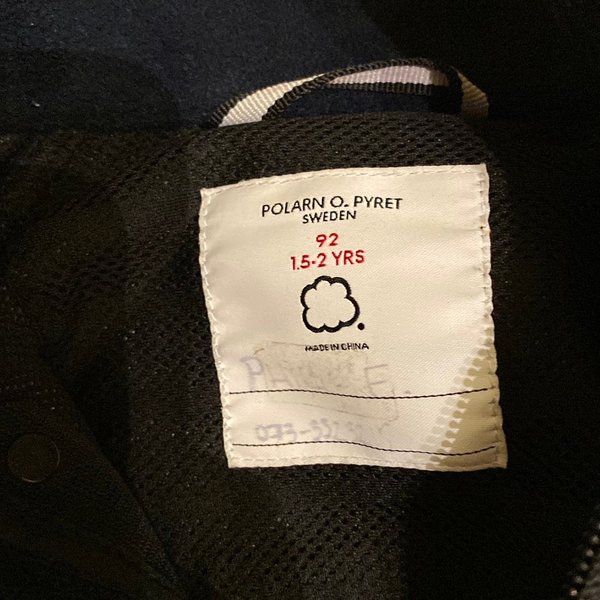 POLARN O. PYRET
SWEDEN
92
1.5-2 YRS
MADE IN CHINA